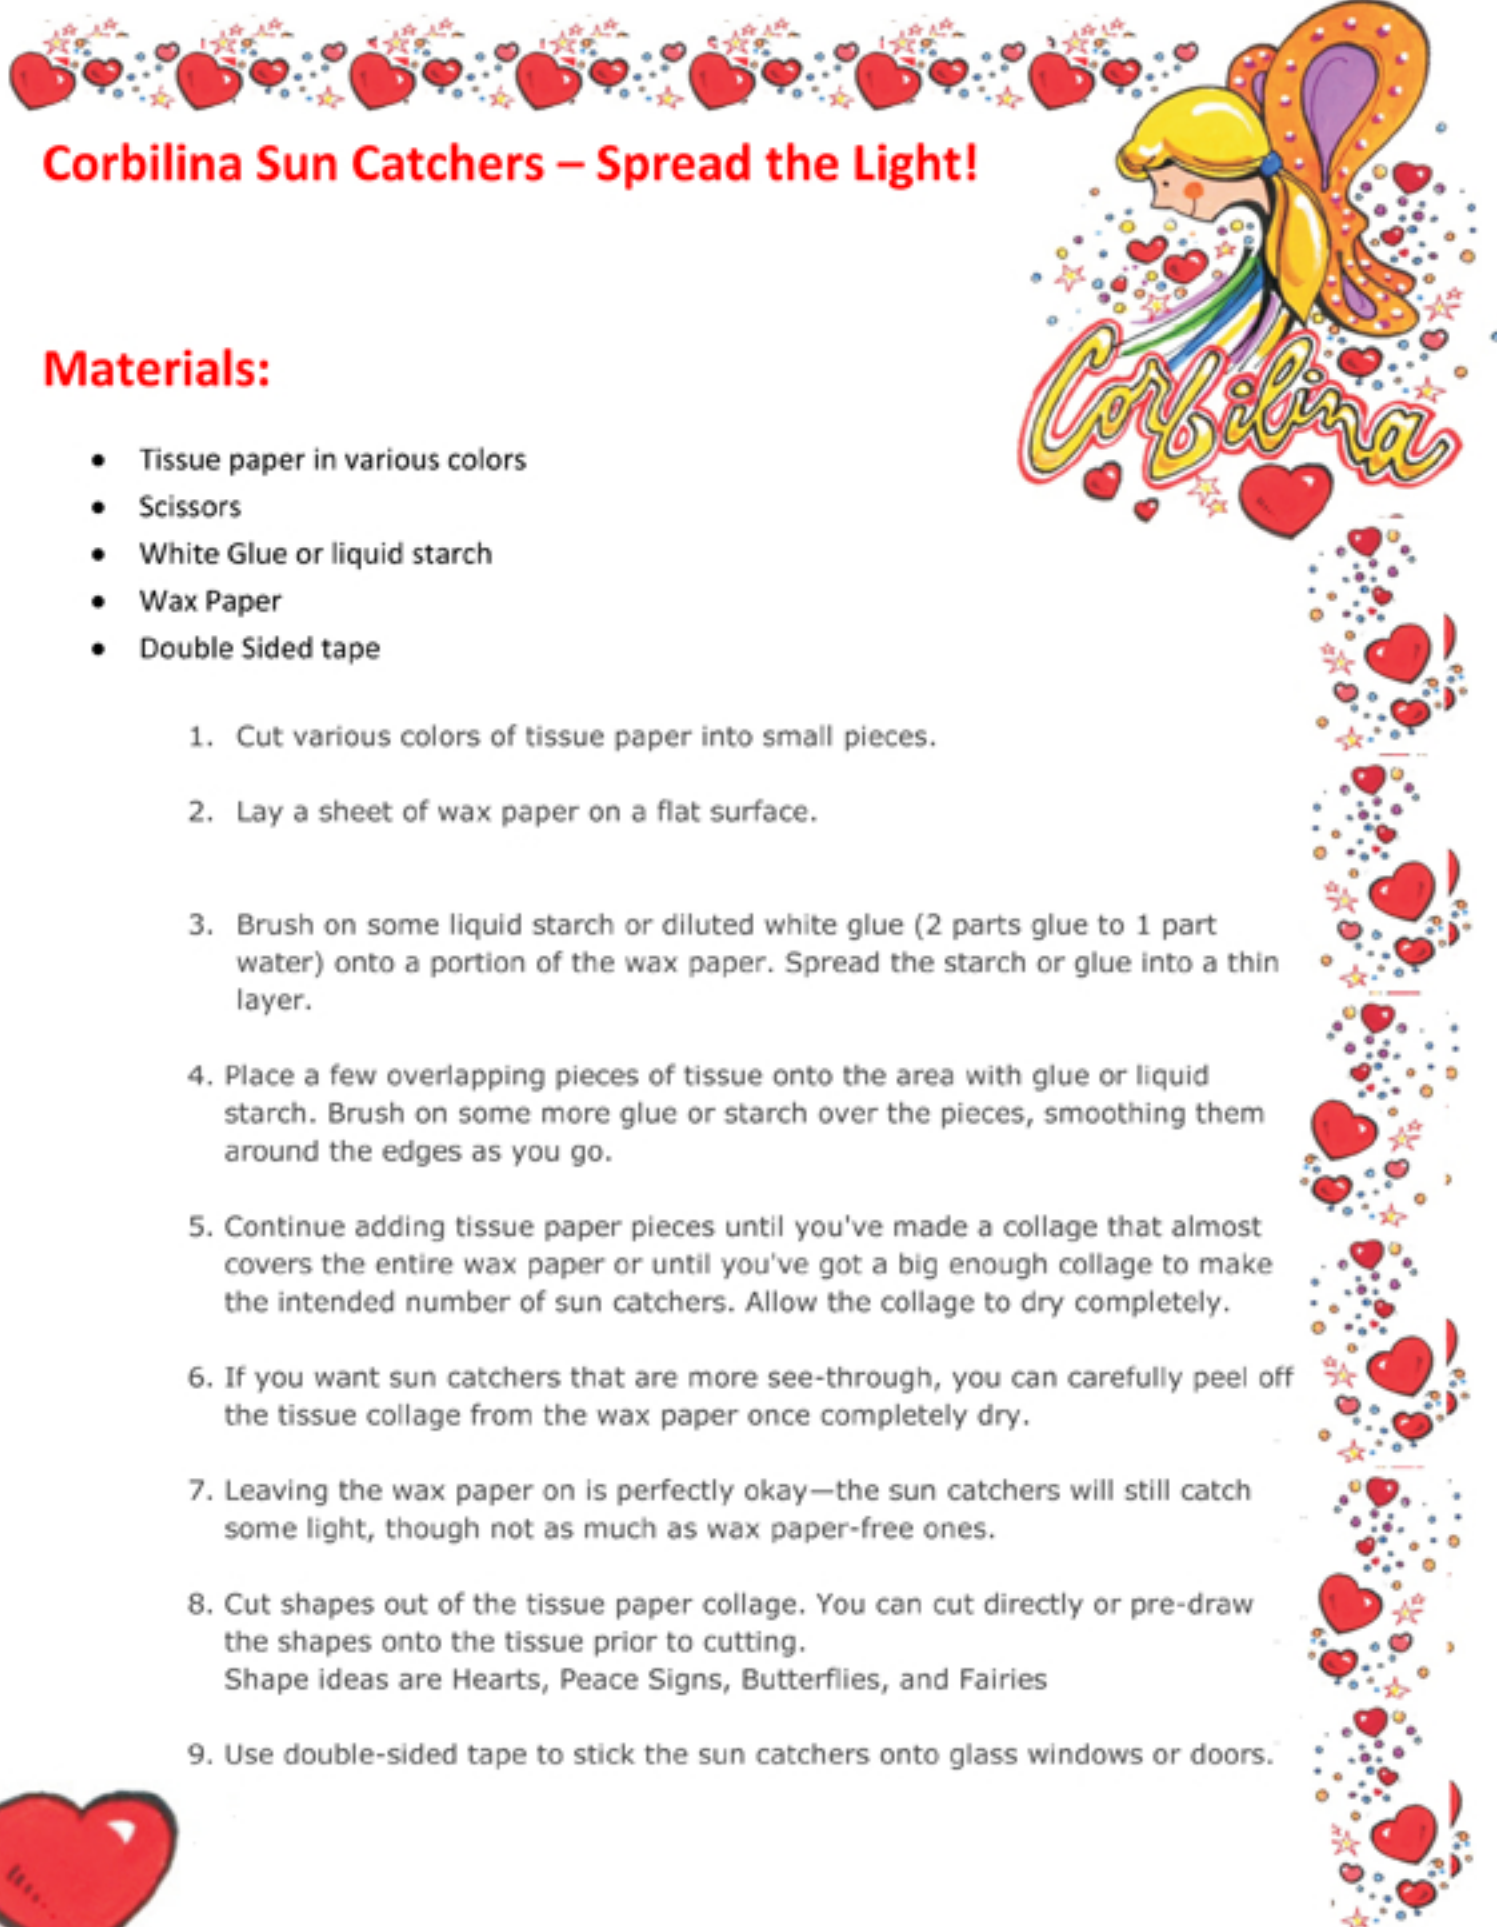 Corbilina Sun Catchers – Spread the Light!
Corbilina
Materials:
• Tissue paper in various colors
• Scissors
• White Glue or liquid starch
• Wax Paper
• Double Sided tape
1. Cut various colors of tissue paper into small pieces.
2. Lay a sheet of wax paper on a flat surface.
3. Brush on some liquid starch or diluted white glue (2 parts glue to 1 part
water) onto a portion of the wax paper. Spread the starch or glue into a thin
layer.
4. Place a few overlapping pieces of tissue onto the area with glue or liquid
starch. Brush on some more glue or starch over the pieces, smoothing them
around the edges as you go.
5. Continue adding tissue paper pieces until you've made a collage that almost
covers the entire wax paper or until you've got a big enough collage to make
the intended number of sun catchers. Allow the collage to dry completely.
6. If you want sun catchers that are more see-through, you can carefully peel off
the tissue collage from the wax paper once completely dry.
7. Leaving the wax paper on is perfectly okay—the sun catchers will still catch
some light, though not as much as wax paper-free ones.
8. Cut shapes out of the tissue paper collage. You can cut directly or pre-draw
the shapes onto the tissue prior to cutting.
Shape ideas are Hearts, Peace Signs, Butterflies, and Fairies
9. Use double-sided tape to stick the sun catchers onto glass windows or doors.